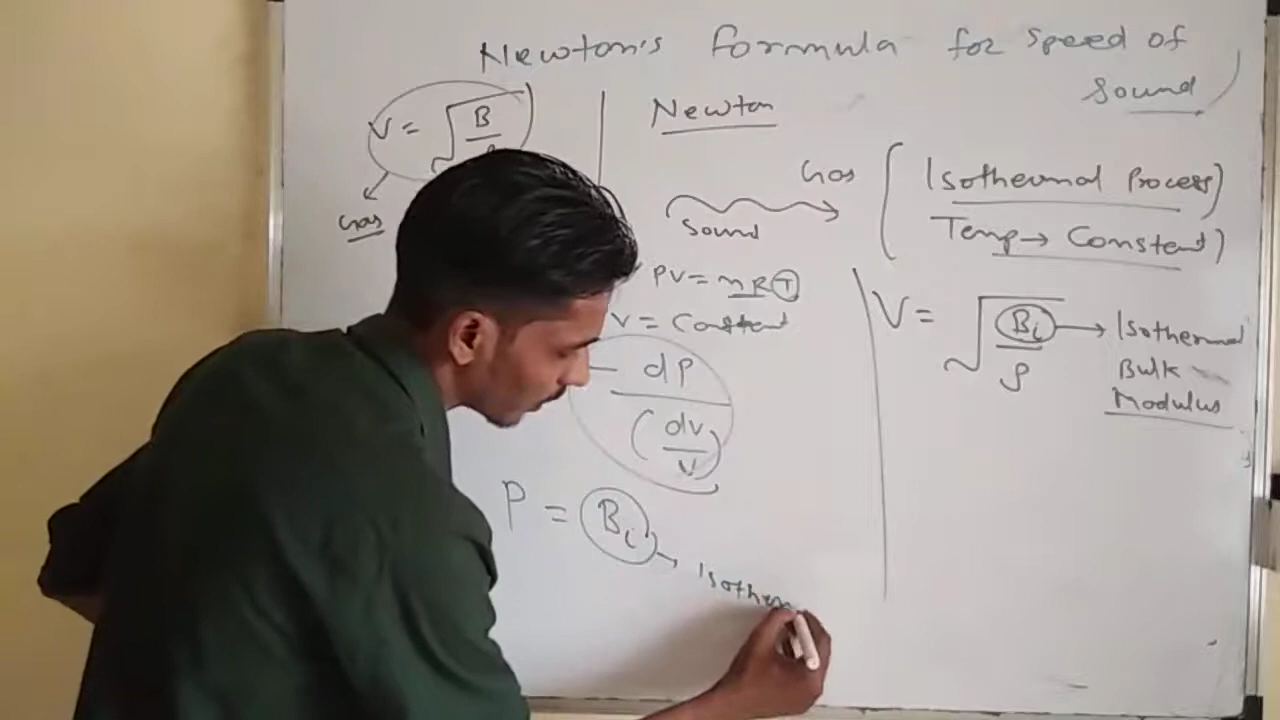 Newton's formula for speed of
sound
V = √B/ρ
Gas
Newton
Sound
Gas
(Isothermal Process)
Temp → Constant)
PV = nRT
V = Constant
- dP
(dv/v)
P = Bi → Isotherm
V = √Bi/ρ → Isothermal
Bulk
Modulus